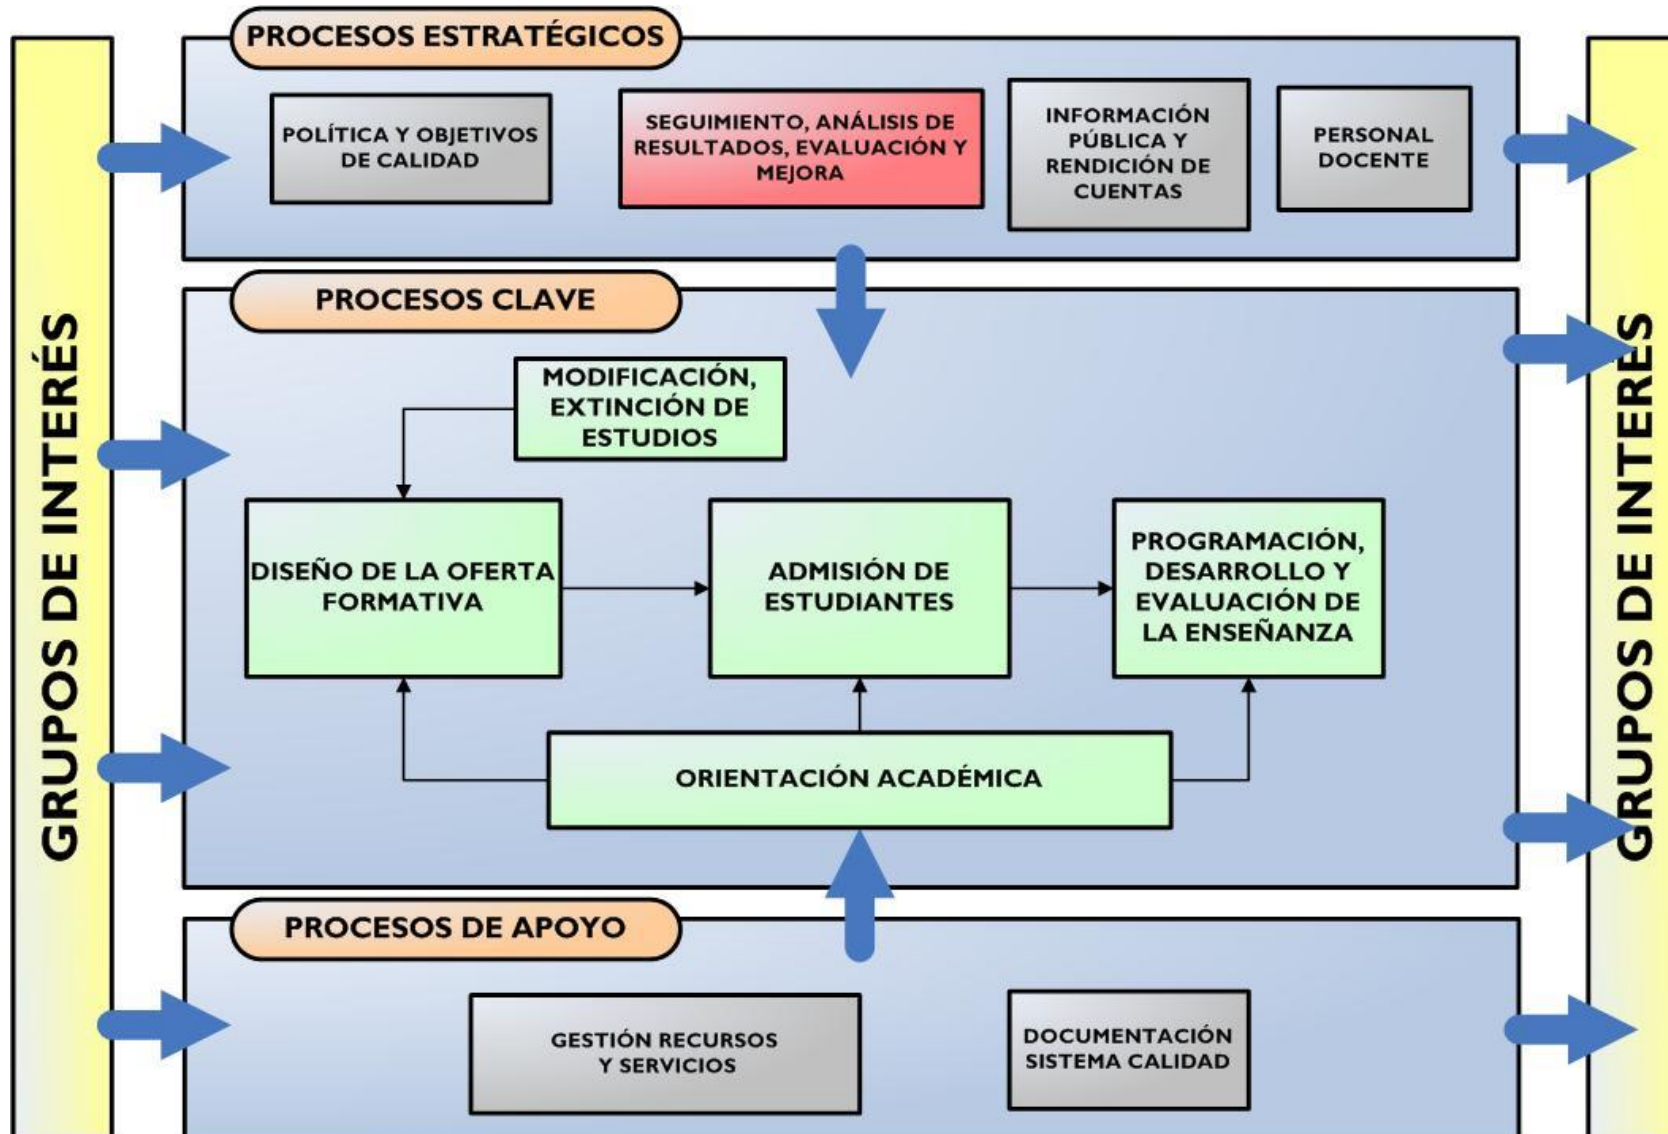 PROCESOS ESTRATÉGICOS
POLÍTICA Y OBJETIVOS
DE CALIDAD
SEGUIMIENTO, ANÁLISIS DE
RESULTADOS, EVALUACIÓN Y
MEJORA
INFORMACIÓN
PÚBLICA Y
RENDICIÓN DE
CUENTAS
PERSONAL
DOCENTE
GRUPOS DE INTERÉS
PROCESOS CLAVE
MODIFICACIÓN,
EXTINCIÓN DE
ESTUDIOS
DISEÑO DE LA OFERTA
FORMATIVA
ADMISIÓN DE
ESTUDIANTES
PROGRAMACIÓN,
DESARROLLO Y
EVALUACIÓN DE
LA ENSEÑANZA
ORIENTACIÓN ACADÉMICA
GRUPOS DE INTERÉS
PROCESOS DE APOYO
GESTIÓN RECURSOS
Y SERVICIOS
DOCUMENTACIÓN
SISTEMA CALIDAD